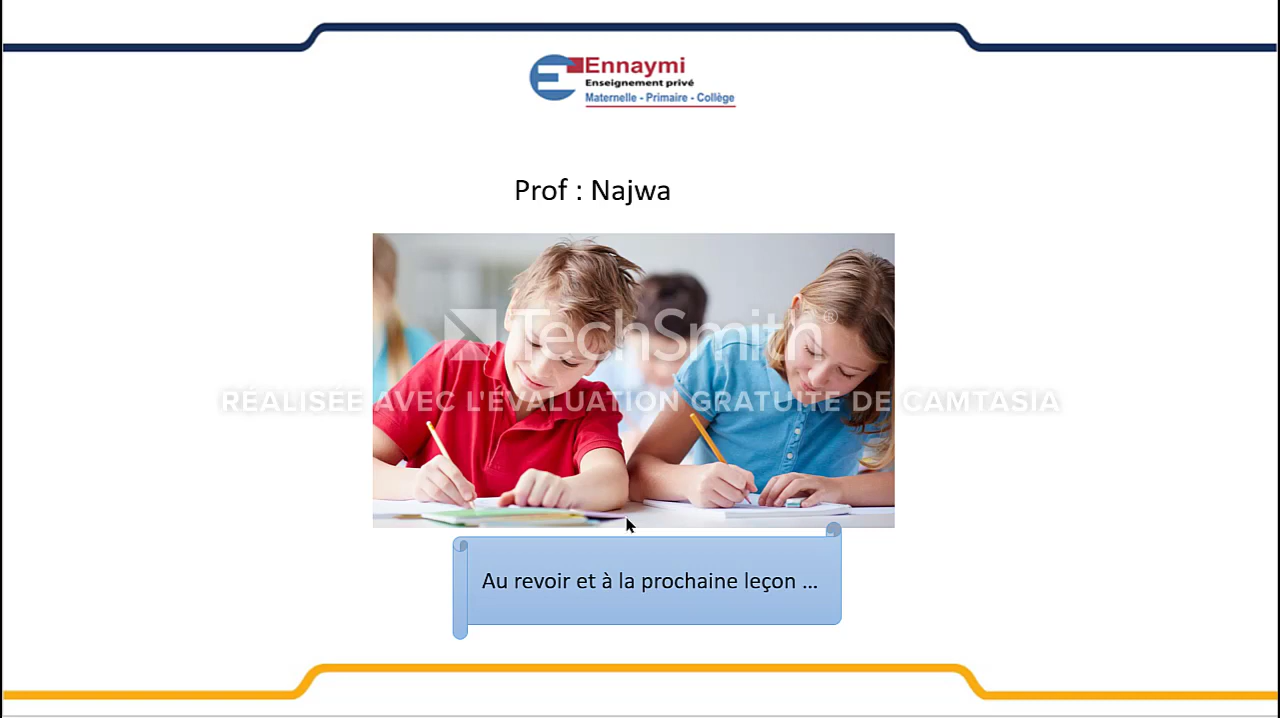 Ennaymi
Enseignement privé
Maternelle - Primaire - Collège
Prof : Najwa
TechSmith®
RÉALISÉE AVEC L'ÉVALUATION GRATUITE DE CAMTASIA
Au revoir et à la prochaine leçon ...